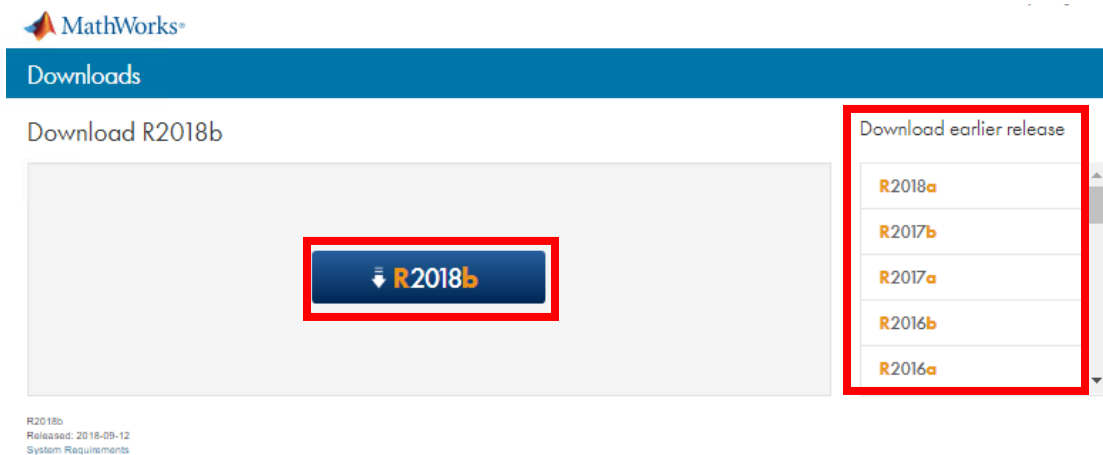 MathWorks®
Downloads
Download R2018b
R2018b
Download earlier release
R2018a
R2017b
R2017a
R2016b
R2016a
R2018b
Released: 2018-09-12
System Requirements